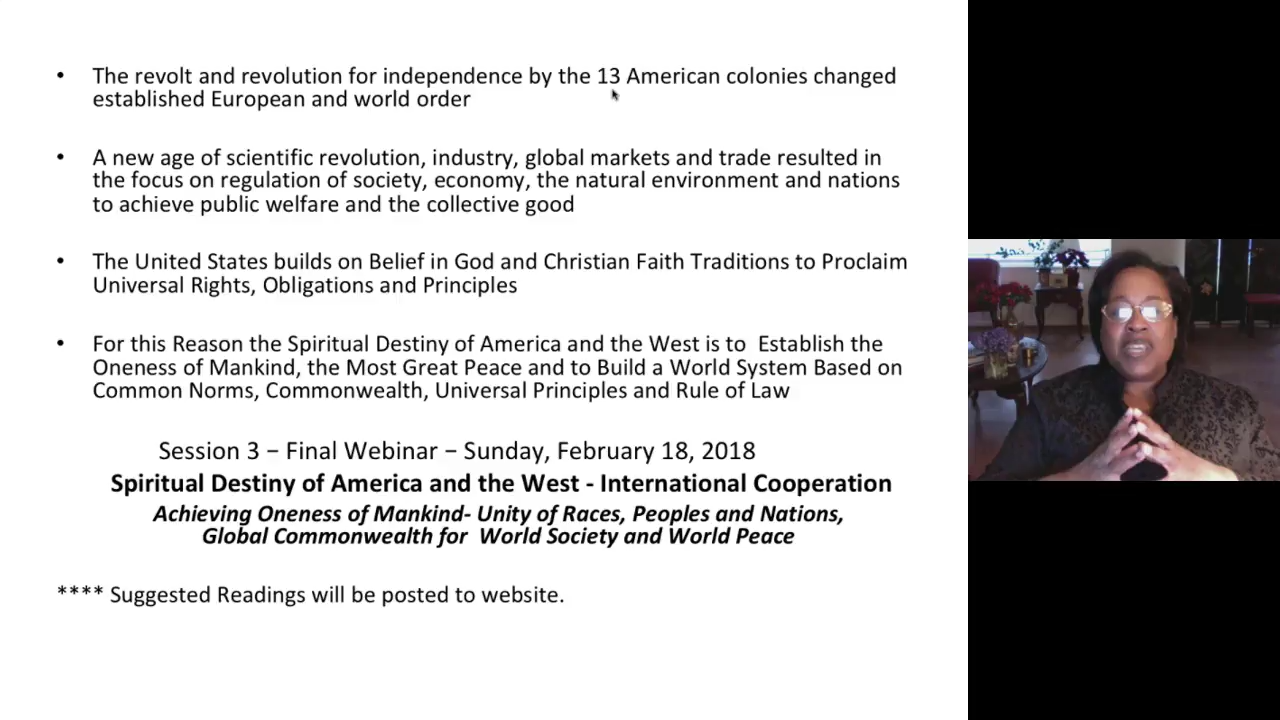 • The revolt and revolution for independence by the 13 American colonies changed
established European and world order
• A new age of scientific revolution, industry, global markets and trade resulted in
the focus on regulation of society, economy, the natural environment and nations
to achieve public welfare and the collective good
• The United States builds on Belief in God and Christian Faith Traditions to Proclaim
Universal Rights, Obligations and Principles
• For this Reason the Spiritual Destiny of America and the West is to  Establish the
Oneness of Mankind, the Most Great Peace and to Build a World System Based on
Common Norms, Commonwealth, Universal Principles and Rule of Law
Session 3 – Final Webinar – Sunday, February 18, 2018
Spiritual Destiny of America and the West - International Cooperation
Achieving Oneness of Mankind- Unity of Races, Peoples and Nations,
Global Commonwealth for  World Society and World Peace
**** Suggested Readings will be posted to website.